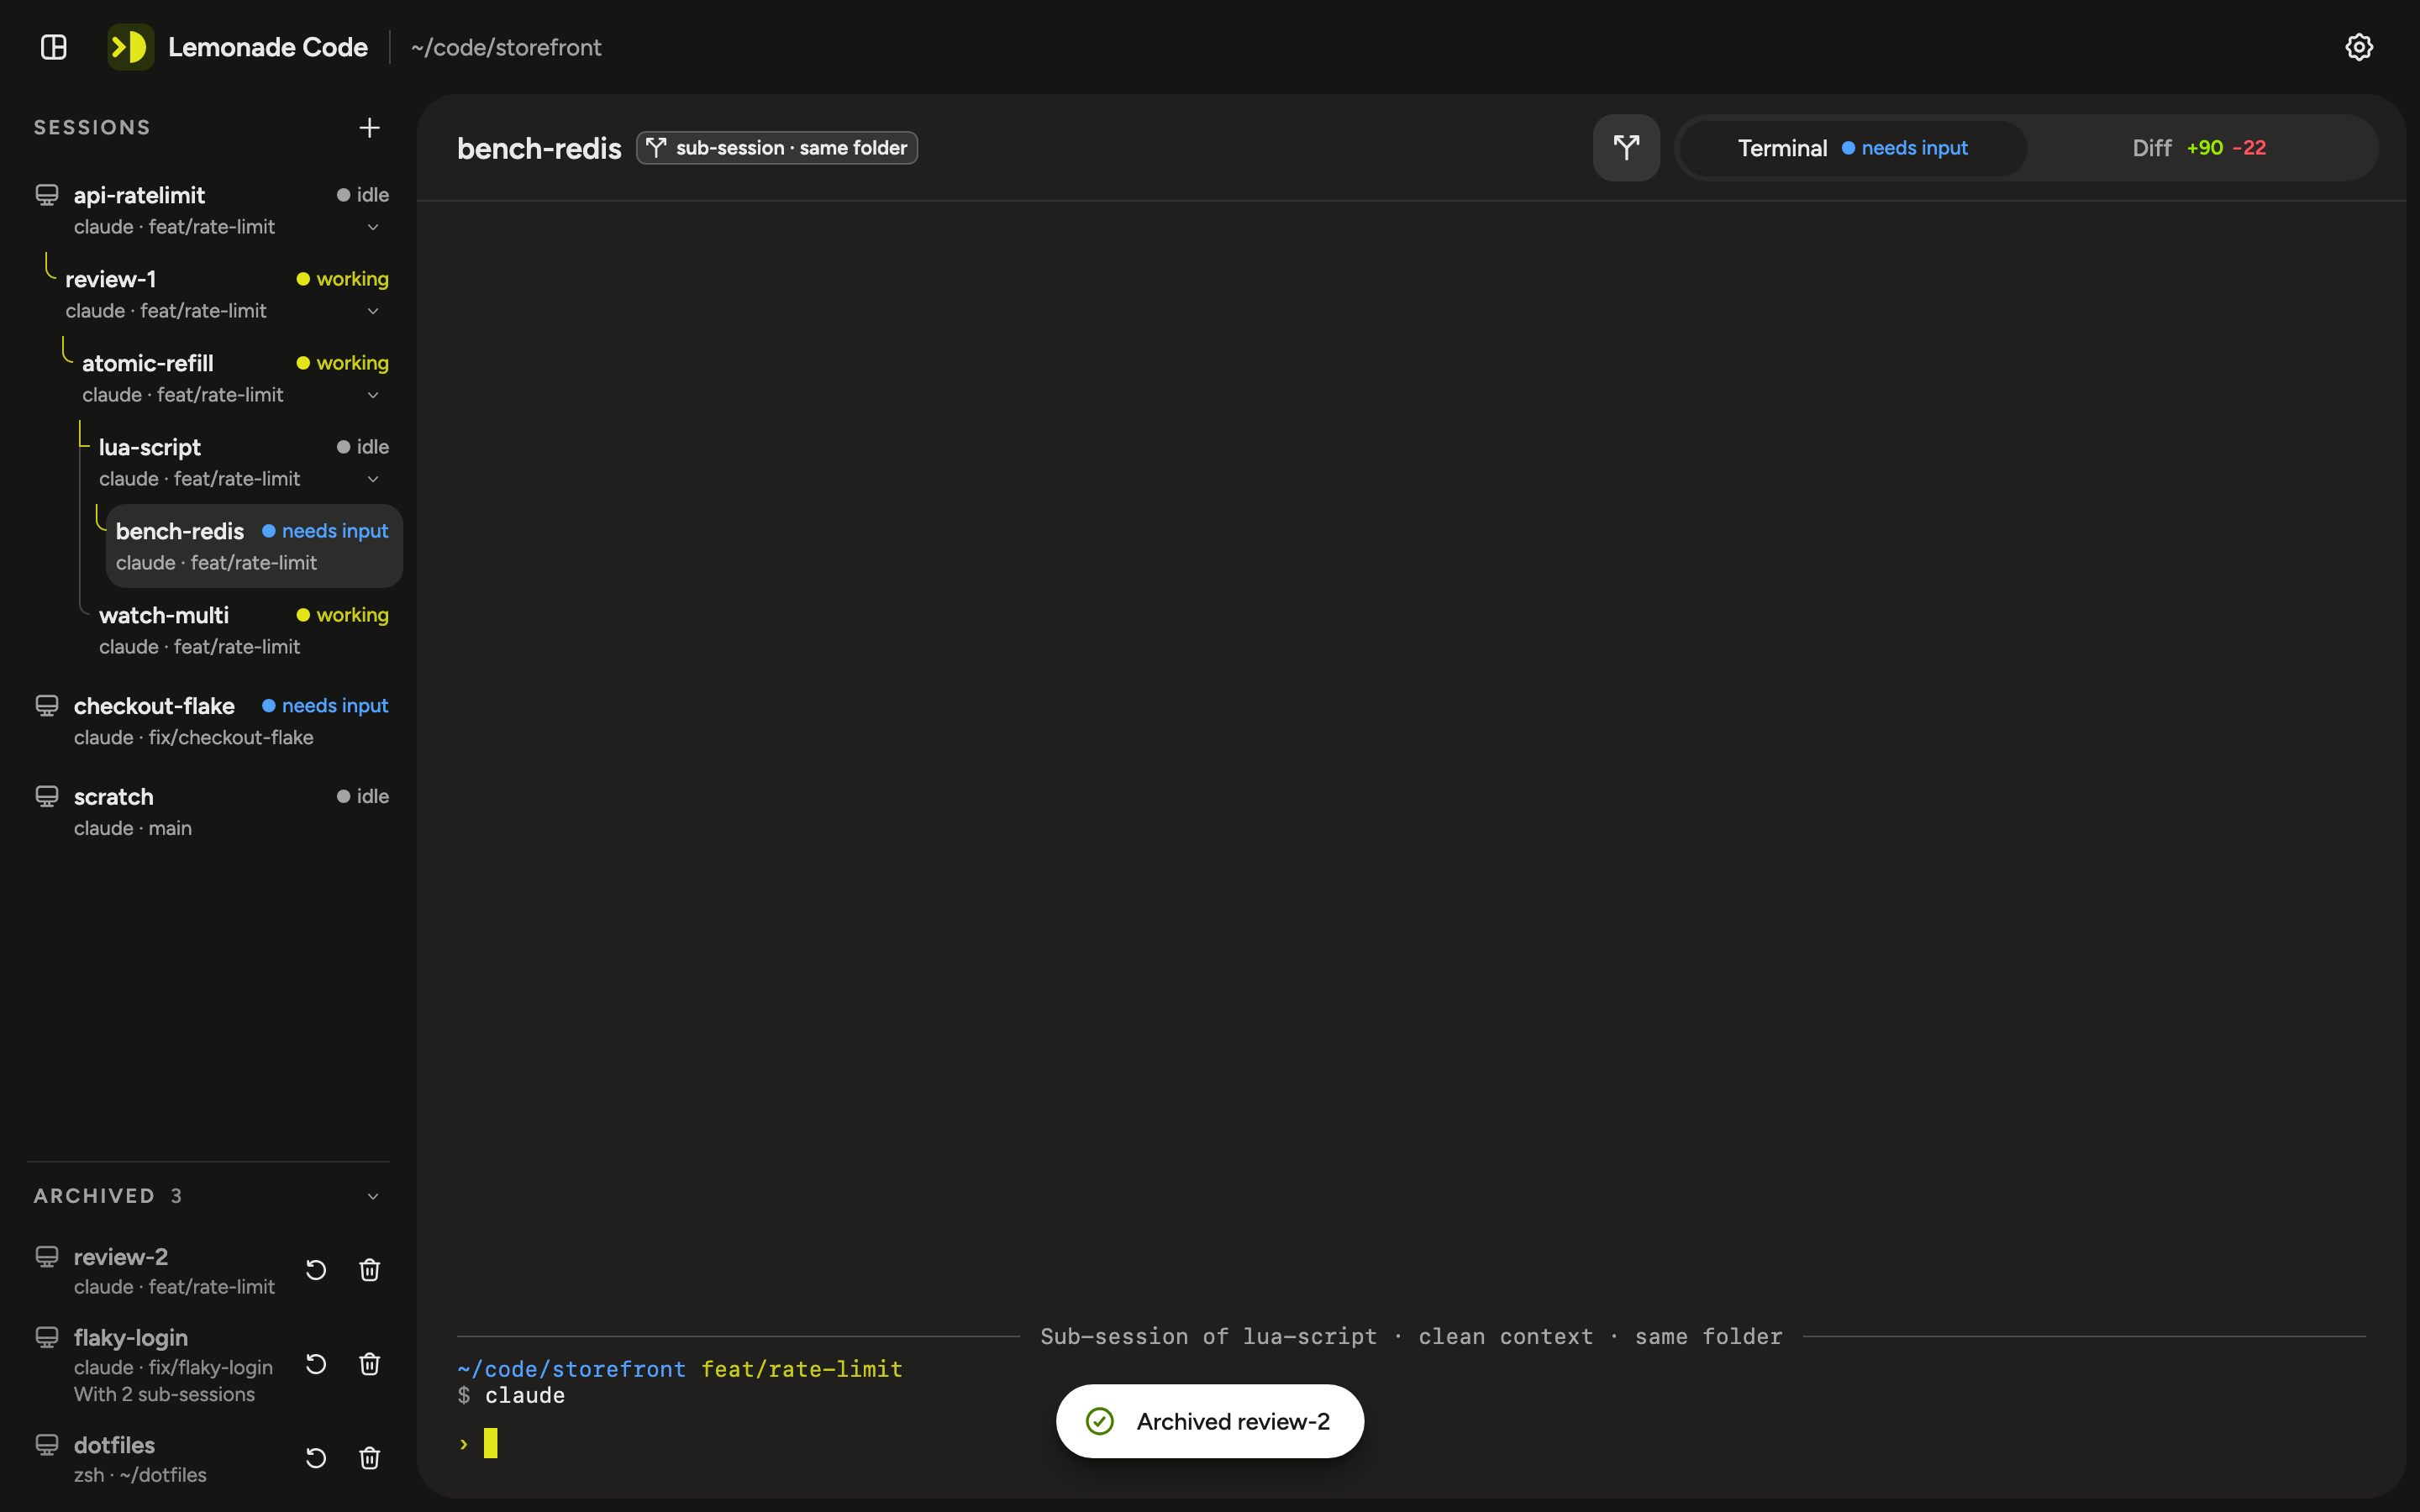 Lemonade Code
~/code/storefront
SESSIONS
api-ratelimit idle
claude · feat/rate-limit
review-1 working
claude · feat/rate-limit
atomic-refill working
claude · feat/rate-limit
lua-script idle
claude · feat/rate-limit
bench-redis needs input
claude · feat/rate-limit
watch-multi working
claude · feat/rate-limit
checkout-flake needs input
claude · fix/checkout-flake
scratch idle
claude · main
ARCHIVED 3
review-2
claude · feat/rate-limit
flaky-login
claude · fix/flaky-login
With 2 sub-sessions
dotfiles
zsh · ~/dotfiles
bench-redis sub-session · same folder
Terminal needs input
Diff +90 -22
Sub-session of lua-script · clean context · same folder
~/code/storefront feat/rate-limit
$ claude
›
Archived review-2